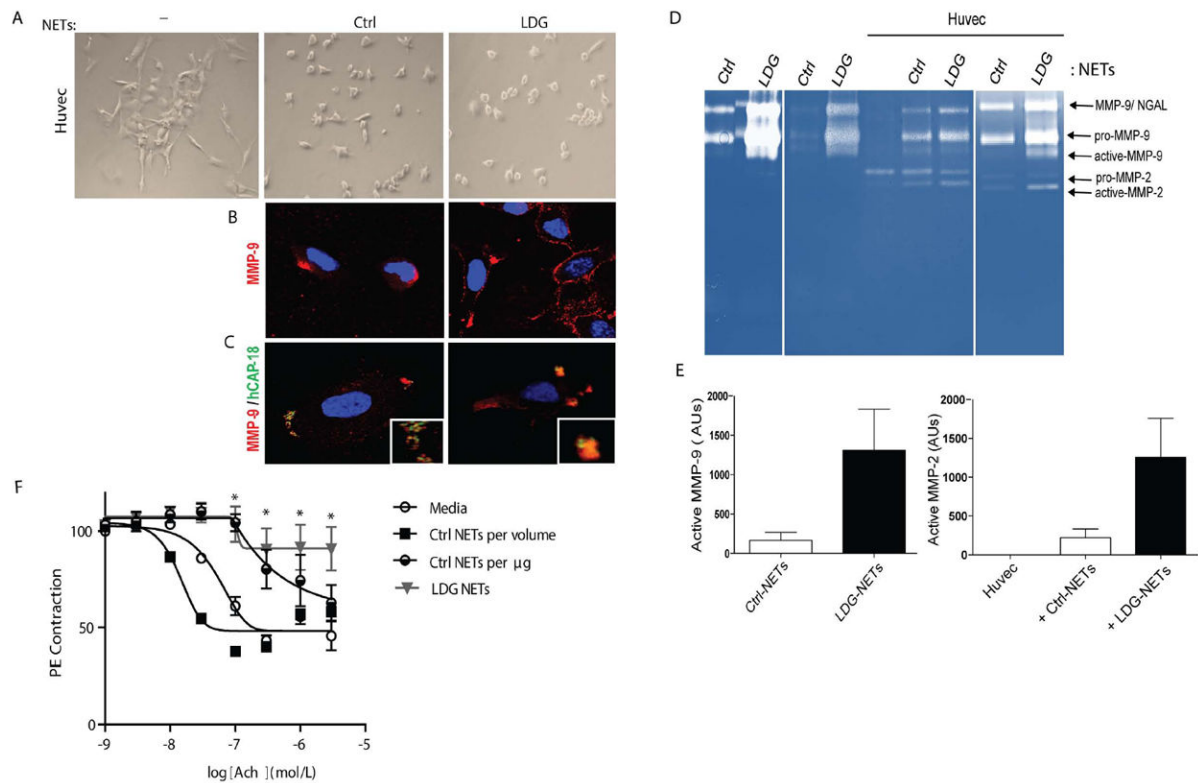 A
NETs:
–
Ctrl
LDG
Huvec
B
MMP-9
C
MMP-9 / hCAP-18
D
Huvec
Ctrl
LDG
Ctrl
LDG
Ctrl
LDG
Ctrl
LDG
: NETs
MMP-9/ NGAL
pro-MMP-9
active-MMP-9
pro-MMP-2
active-MMP-2
E
Active MMP-9 ( AUs)
2000
1500
1000
500
0
Ctrl-NETs
LDG-NETs
Active MMP-2 (AUs)
2000
1500
1000
500
0
Huvec
+ Ctrl-NETs
+ LDG-NETs
F
PE Contraction
100
50
0
-9
-8
-7
-6
-5
log [Ach ] (mol/L)
* * * *
Media
Ctrl NETs per volume
Ctrl NETs per µg
LDG NETs